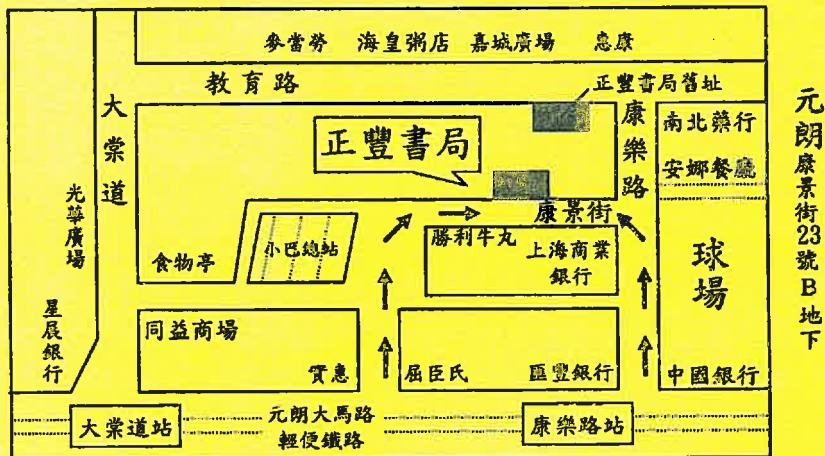 麥當勞 海皇粥店 嘉城廣場 惠康
教育路
正豐書局舊址
大棠道
康樂路
南北藥行
安娜餐廳
正豐書局
光華廣場
康景街
小巴總站
勝利牛丸
上海商業
銀行
食物亭
球場
星辰銀行
同益商場
實惠
屈臣氏
匯豐銀行
中國銀行
大棠道站
元朗大馬路
輕便鐵路
康樂路站
元朗康景街23號B地下